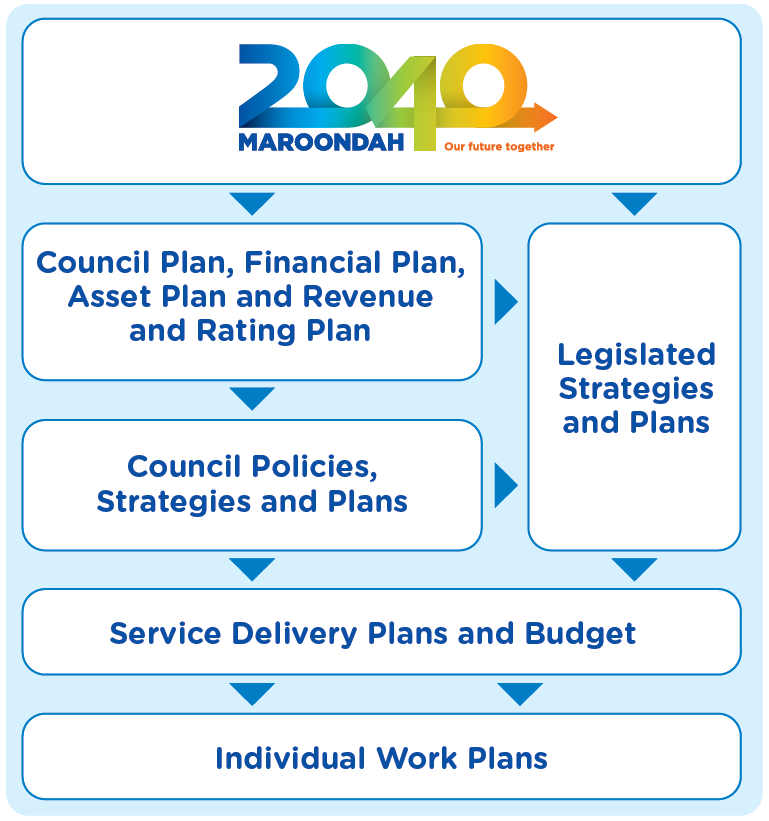 2040
MAROONDAH
Our future together
Council Plan, Financial Plan,
Asset Plan and Revenue
and Rating Plan
Legislated
Strategies
and Plans
Council Policies,
Strategies and Plans
Service Delivery Plans and Budget
Individual Work Plans